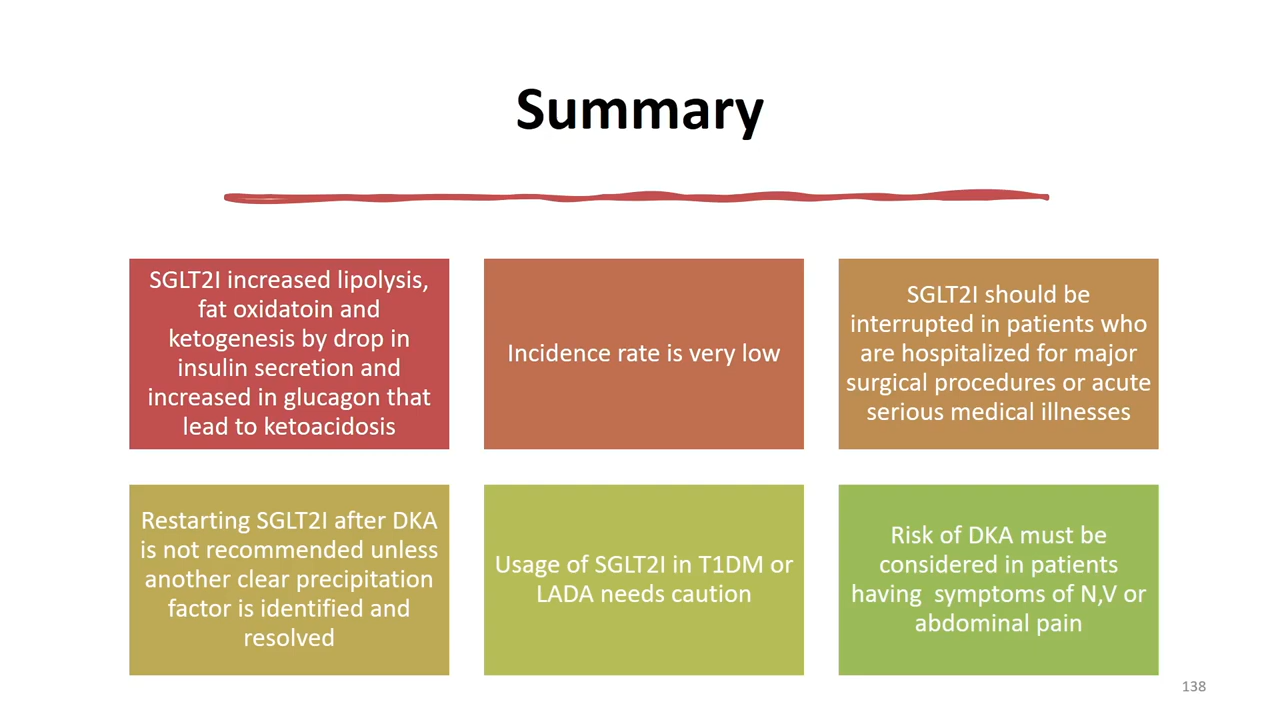 Summary
SGLT2I increased lipolysis,
fat oxidatoin and
ketogenesis by drop in
insulin secretion and
increased in glucagon that
lead to ketoacidosis
Incidence rate is very low
SGLT2I should be
interrupted in patients who
are hospitalized for major
surgical procedures or acute
serious medical illnesses
Restarting SGLT2I after DKA
is not recommended unless
another clear precipitation
factor is identified and
resolved
Usage of SGLT2I in T1DM or
LADA needs caution
Risk of DKA must be
considered in patients
having  symptoms of N,V or
abdominal pain
138